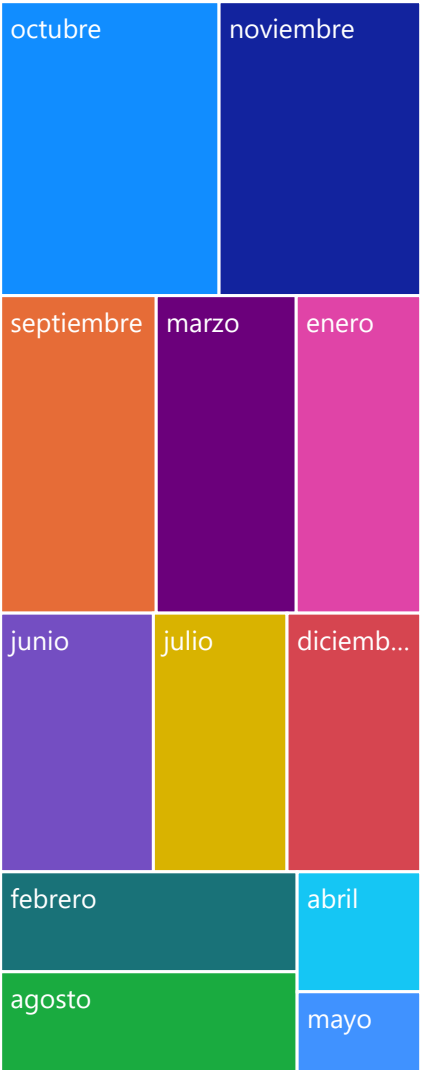 octubre
noviembre
septiembre
marzo
enero
junio
julio
diciemb...
febrero
abril
agosto
mayo